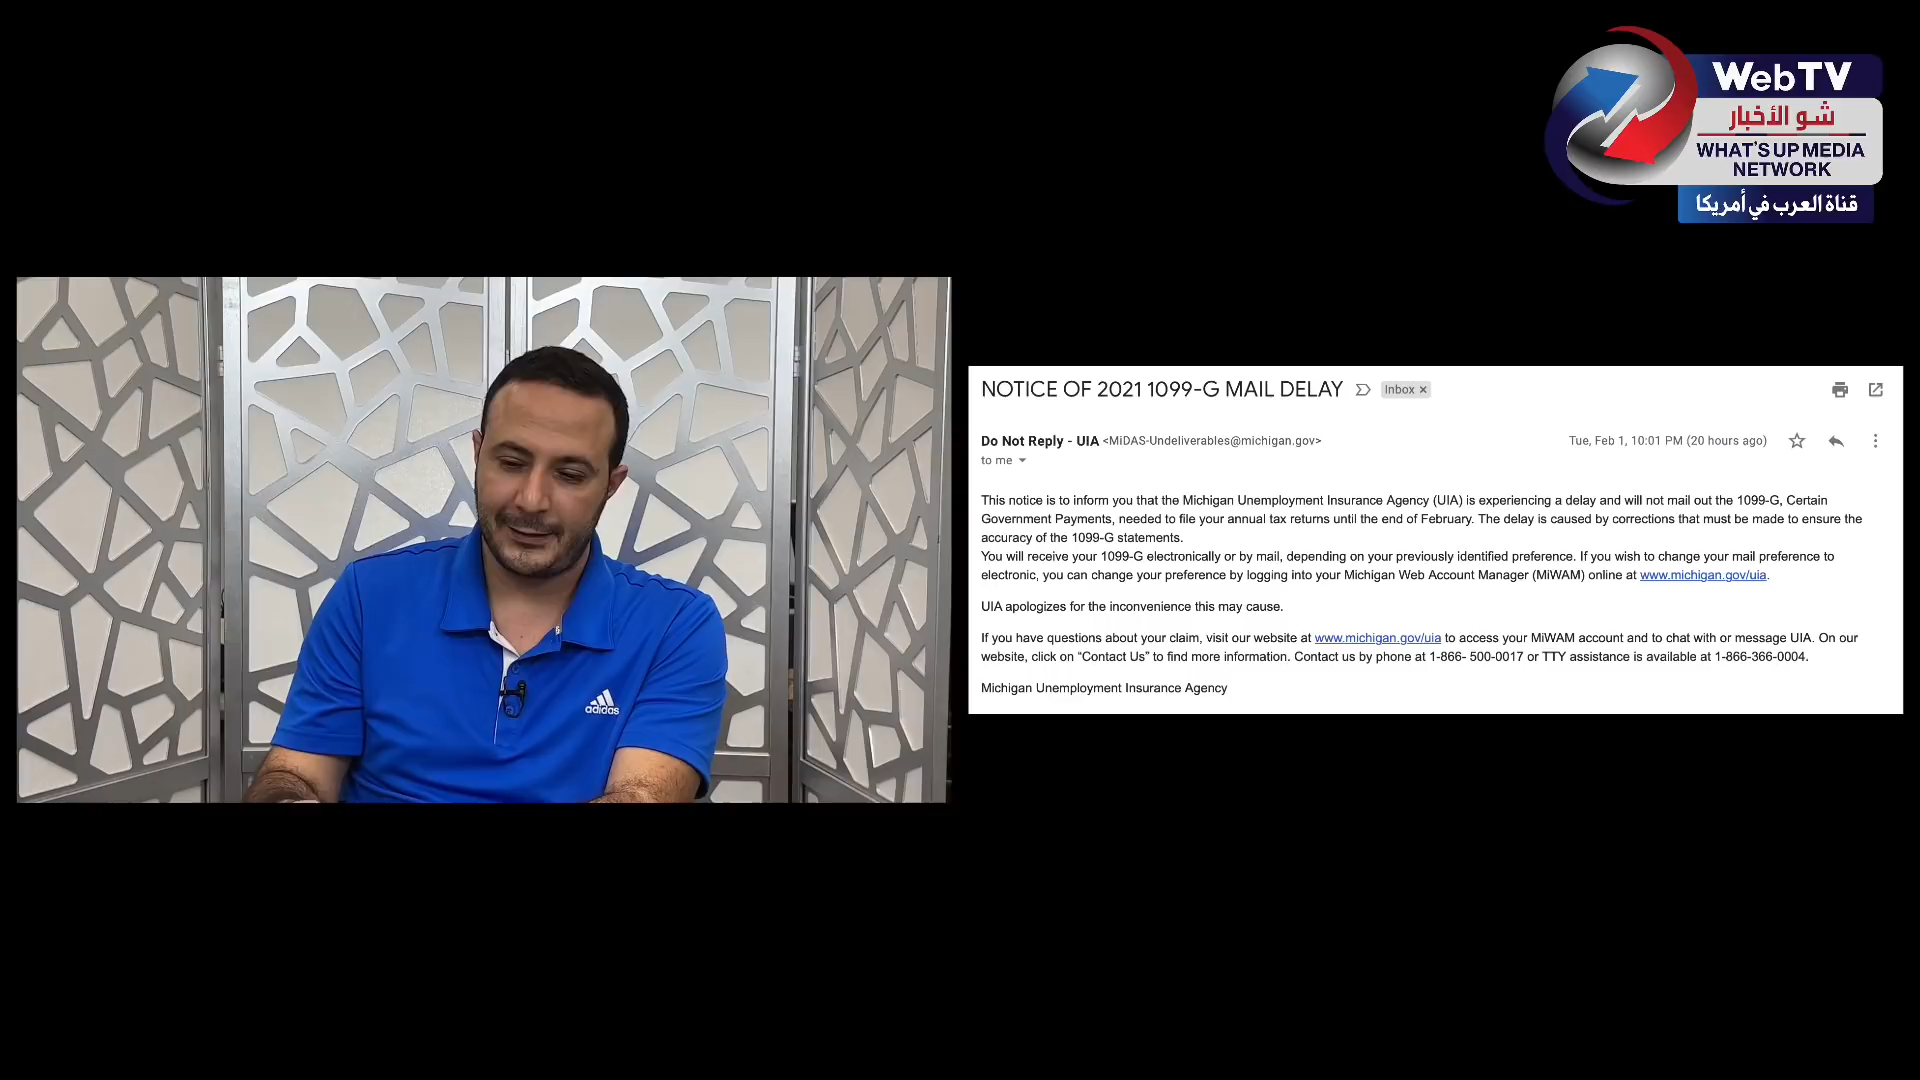 WebTV
شو الأخبار
WHAT'S UP MEDIA
NETWORK
قناة العرب في أمريكا
NOTICE OF 2021 1099-G MAIL DELAY
Inbox ×
Do Not Reply - UIA <MiDAS-Undeliverables@michigan.gov>
Tue, Feb 1, 10:01 PM (20 hours ago)
to me
This notice is to inform you that the Michigan Unemployment Insurance Agency (UIA) is experiencing a delay and will not mail out the 1099-G, Certain
Government Payments, needed to file your annual tax returns until the end of February. The delay is caused by corrections that must be made to ensure the
accuracy of the 1099-G statements.
You will receive your 1099-G electronically or by mail, depending on your previously identified preference. If you wish to change your mail preference to
electronic, you can change your preference by logging into your Michigan Web Account Manager (MiWAM) online at www.michigan.gov/uia.
UIA apologizes for the inconvenience this may cause.
If you have questions about your claim, visit our website at www.michigan.gov/uia to access your MiWAM account and to chat with or message UIA. On our
website, click on “Contact Us” to find more information. Contact us by phone at 1-866- 500-0017 or TTY assistance is available at 1-866-366-0004.
Michigan Unemployment Insurance Agency
adidas